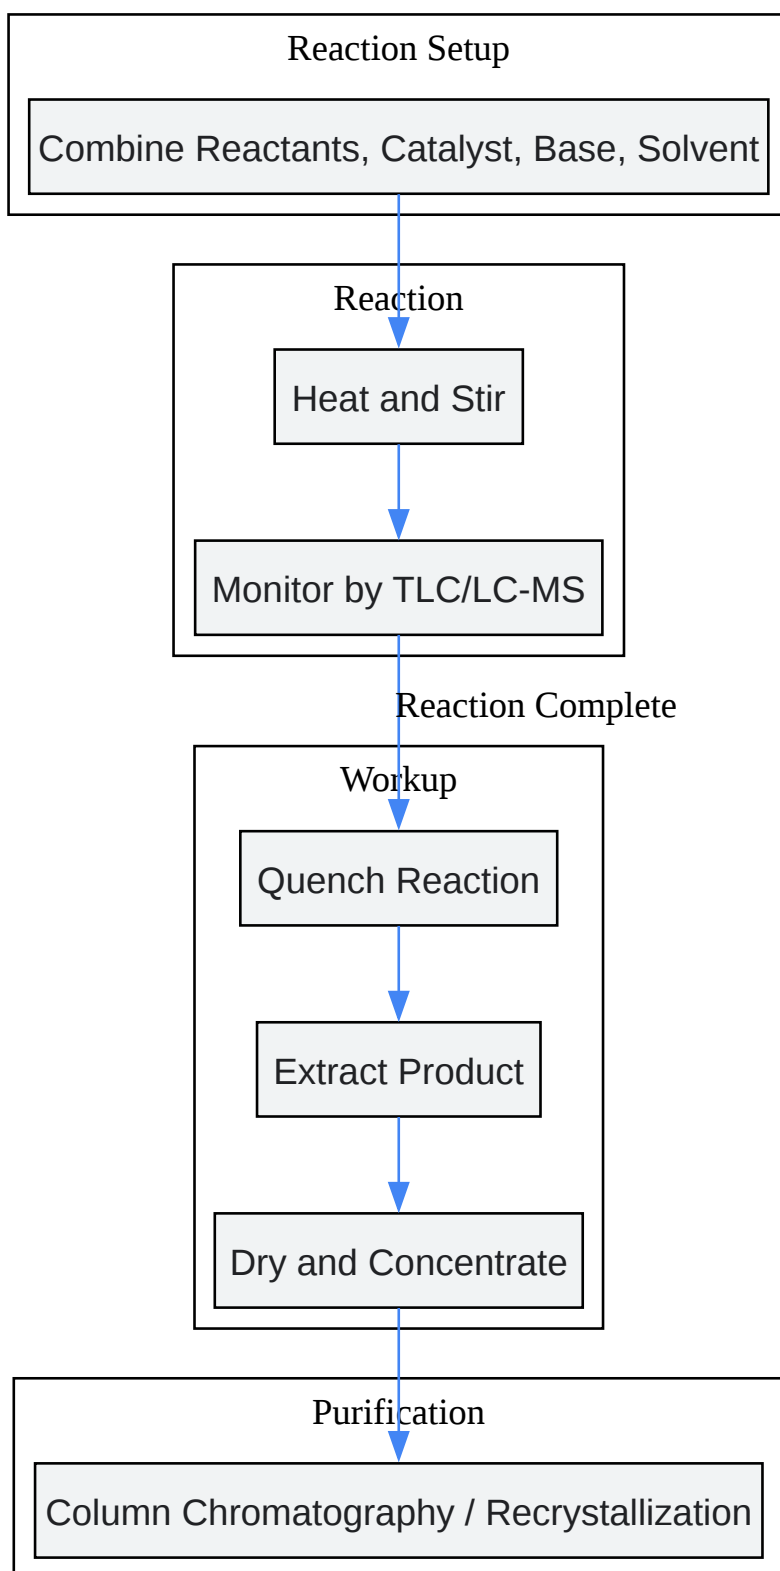 Reaction Setup
Combine Reactants, Catalyst, Base, Solvent
Reaction
Heat and Stir
Monitor by TLC/LC-MS
Reaction Complete
Workup
Quench Reaction
Extract Product
Dry and Concentrate
Purification
Column Chromatography / Recrystallization